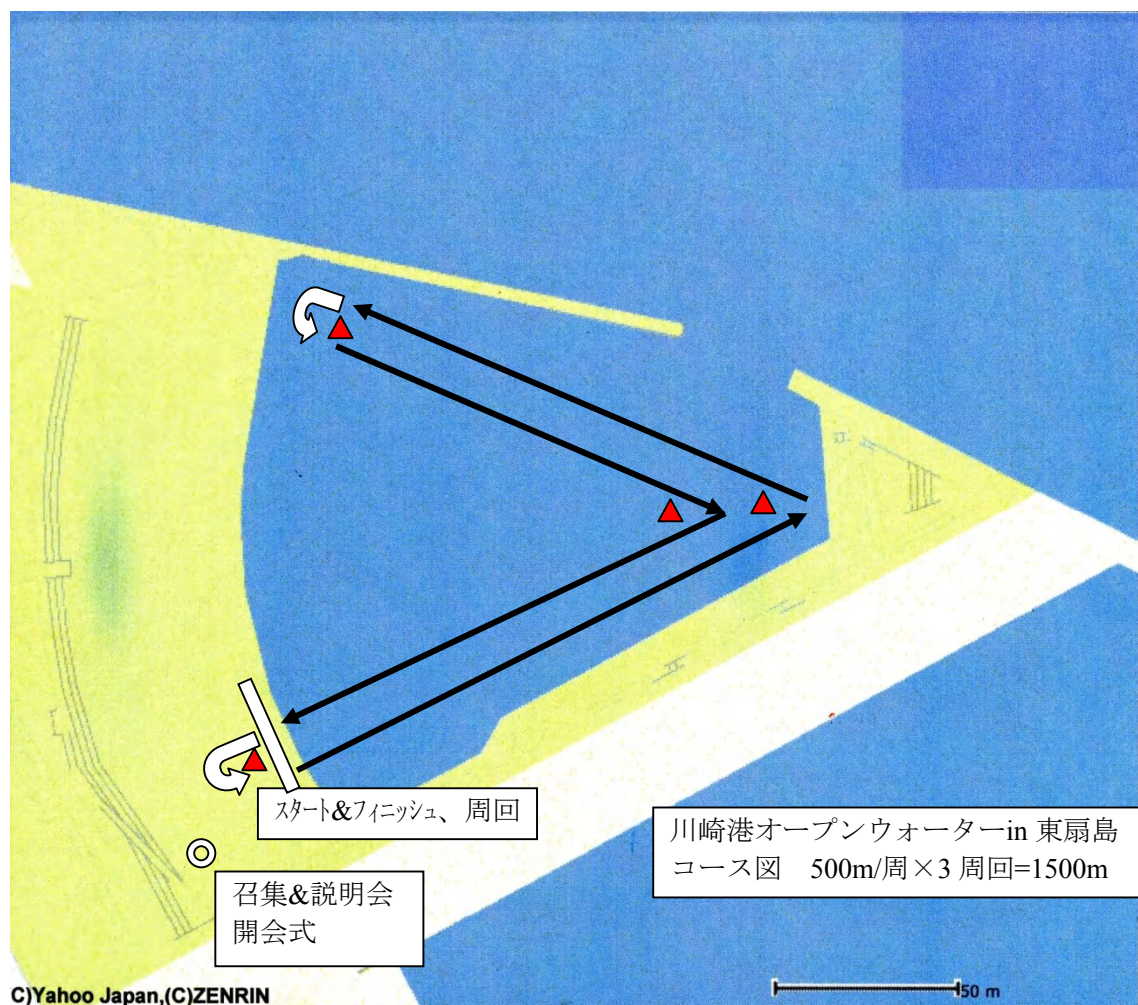 スタート&フィニッシュ、周回
川崎港オープンウォーターin 東扇島
コース図　500m/周×3 周回=1500m
召集&説明会
開会式
C)Yahoo Japan,(C)ZENRIN
50 m